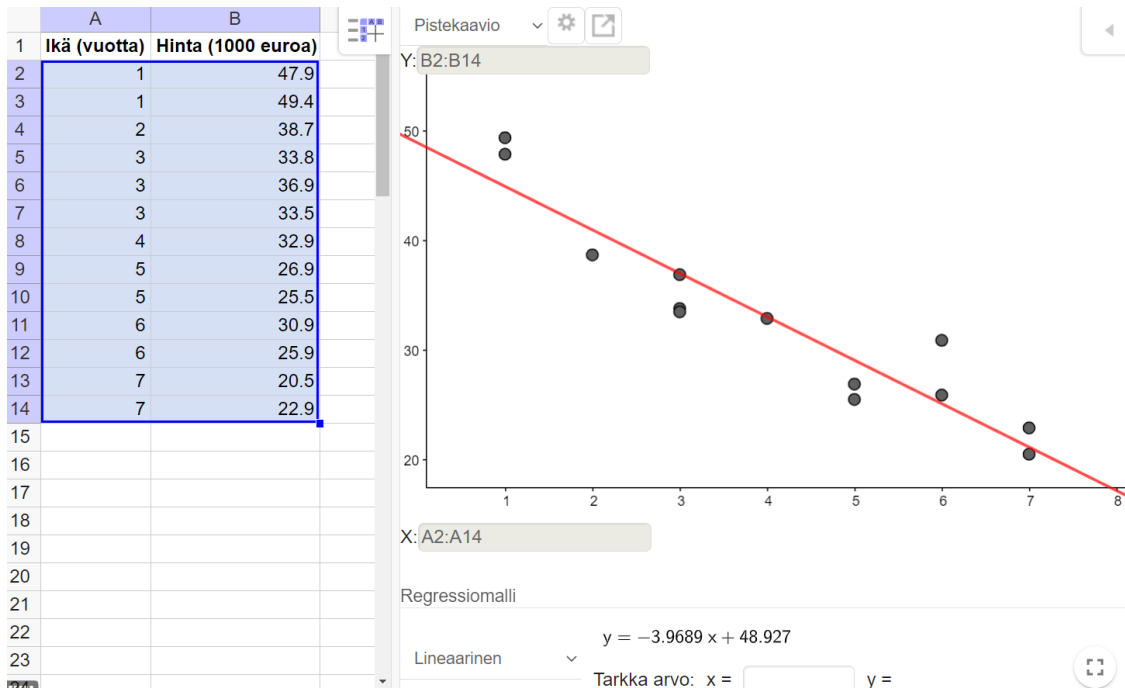 A B
1 Ikä (vuotta) Hinta (1000 euroa)
2 1 47.9
3 1 49.4
4 2 38.7
5 3 33.8
6 3 36.9
7 3 33.5
8 4 32.9
9 5 26.9
10 5 25.5
11 6 30.9
12 6 25.9
13 7 20.5
14 7 22.9
15
16
17
18
19
20
21
22
23
24
Pistekaavio
Y: B2:B14
50
40
30
20
1 2 3 4 5 6 7 8
X: A2:A14
Regressiomalli
y = −3.9689 x + 48.927
Lineaarinen
Tarkka arvo: x = y =